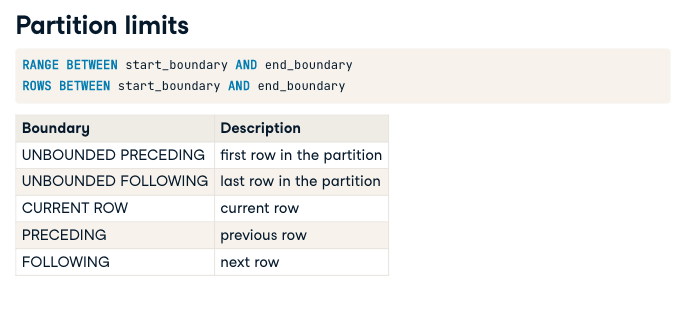 Partition limits
RANGE BETWEEN start_boundary AND end_boundary
ROWS BETWEEN start_boundary AND end_boundary
Boundary Description
UNBOUNDED PRECEDING first row in the partition
UNBOUNDED FOLLOWING last row in the partition
CURRENT ROW current row
PRECEDING previous row
FOLLOWING next row